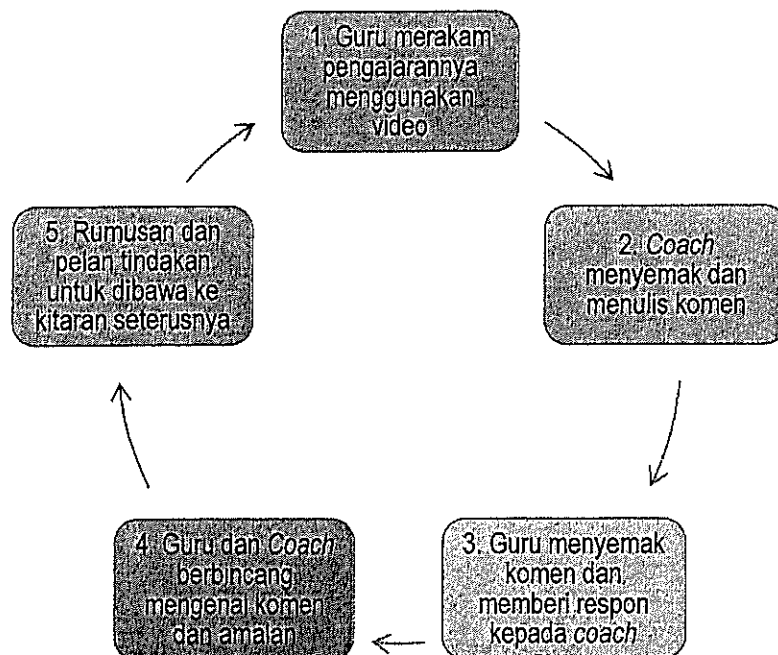 1. Guru merakam
pengajarannya
menggunakan
video
2. Coach
menyemak dan
menulis komen
3. Guru menyemak
komen dan
memberi respon
kepada coach
4. Guru dan Coach
berbincang
mengenai komen
dan amalan
5. Rumusan dan
pelan tindakan
untuk dibawa ke
kitaran seterusnya